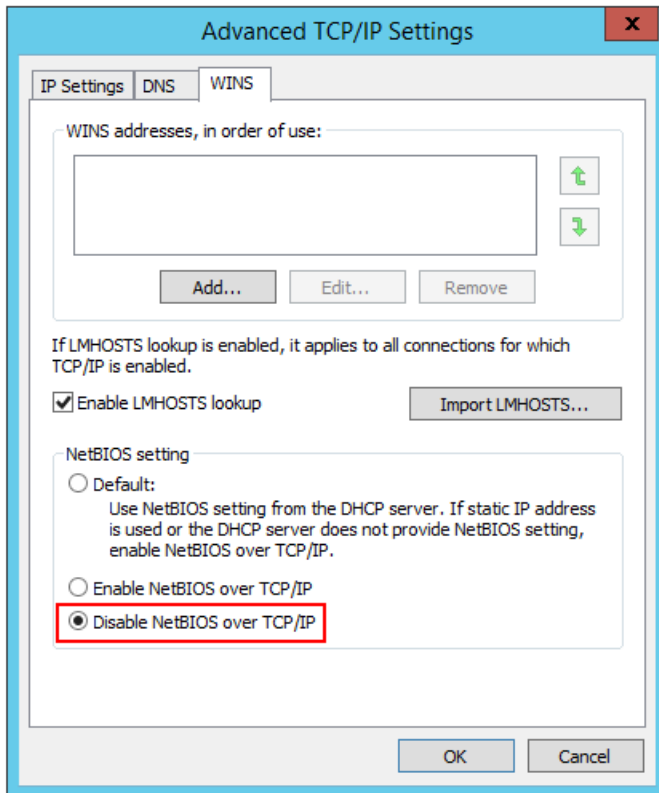 Advanced TCP/IP Settings
x
IP Settings
DNS
WINS
WINS addresses, in order of use:
Add...
Edit...
Remove
If LMHOSTS lookup is enabled, it applies to all connections for which
TCP/IP is enabled.
Enable LMHOSTS lookup
Import LMHOSTS...
NetBIOS setting
Default:
Use NetBIOS setting from the DHCP server. If static IP address
is used or the DHCP server does not provide NetBIOS setting,
enable NetBIOS over TCP/IP.
Enable NetBIOS over TCP/IP
Disable NetBIOS over TCP/IP
OK
Cancel